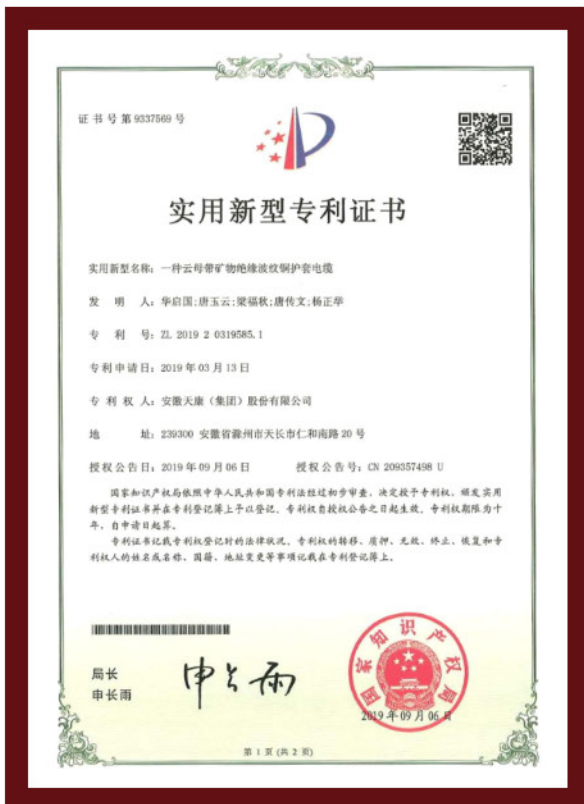 证书号第9337569号
实用新型专利证书
实用新型名称：一种云母带矿物绝缘波纹铜护套电缆
发明人：华启国;唐玉云;梁福秋;唐传文;杨正华
专利号：ZL 2019 2 0319585.1
专利申请日：2019年03月13日
专利权人：安徽天康（集团）股份有限公司
地址：239300 安徽省滁州市天长市仁和南路20号
授权公告日：2019年09月06日 授权公告号：CN 209357498 U
国家知识产权局依照中华人民共和国专利法经过初步审查，决定授予专利权，颁发实用
新型专利证书并在专利登记簿上予以登记。专利权自授权公告之日起生效。专利权期限为十
年，自申请日起算。
专利证书记载专利权登记时的法律状况。专利权的转移、质押、无效、终止、恢复和专
利权人的姓名或名称、国籍、地址变更等事项记载在专利登记簿上。
局长
申长雨
申长雨
国家知识产权局
2019年09月06日
第1页(共2页)